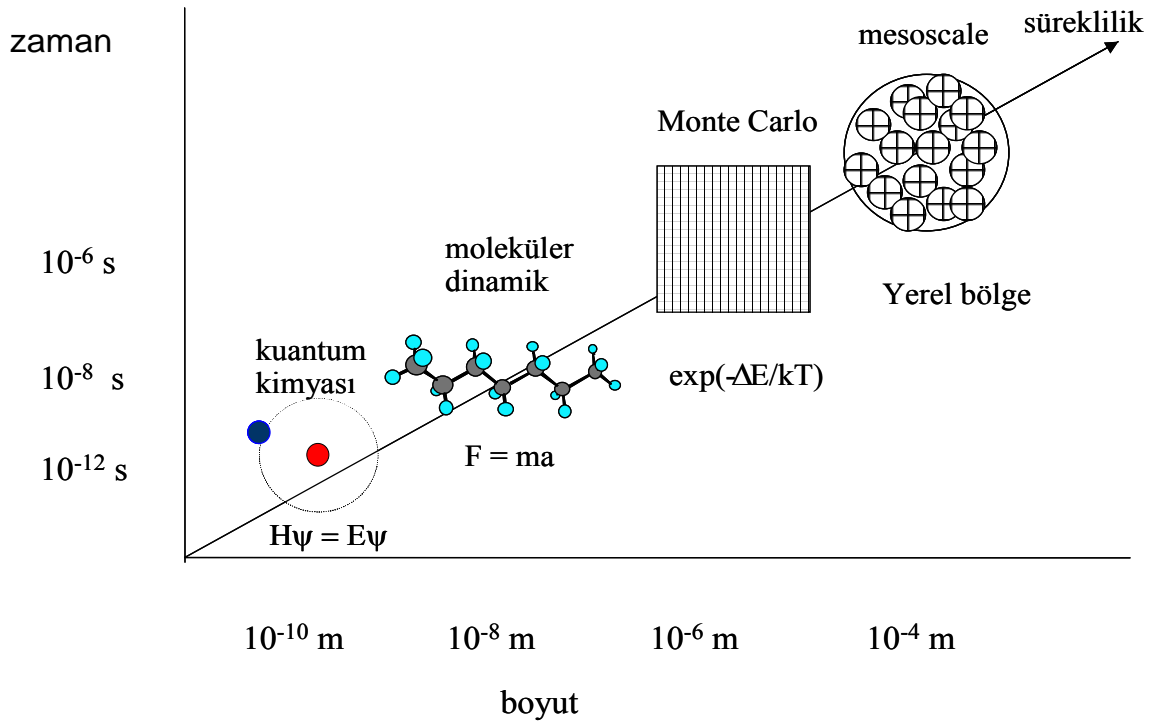 zaman
süreklilik
mesoscale
Monte Carlo
moleküler
dinamik
10⁻⁶ s
Yerel bölge
kuantum
kimyası
10⁻⁸ s
exp(-ΔE/kT)
F = ma
10⁻¹² s
Hψ = Eψ
10⁻¹⁰ m
10⁻⁸ m
10⁻⁶ m
10⁻⁴ m
boyut